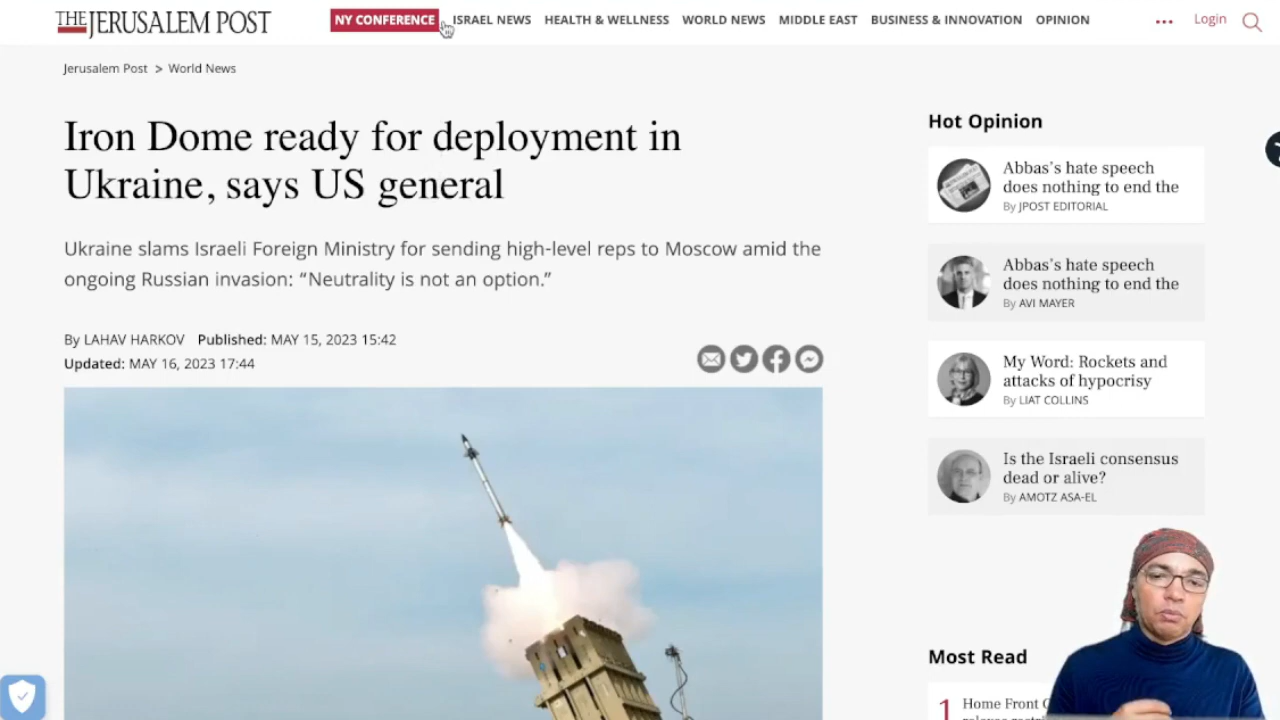 THE JERUSALEM POST
NY CONFERENCE ISRAEL NEWS HEALTH & WELLNESS WORLD NEWS MIDDLE EAST BUSINESS & INNOVATION OPINION ... Login
Jerusalem Post > World News
Iron Dome ready for deployment in
Ukraine, says US general
Ukraine slams Israeli Foreign Ministry for sending high-level reps to Moscow amid the
ongoing Russian invasion: “Neutrality is not an option.”
By LAHAV HARKOV Published: MAY 15, 2023 15:42
Updated: MAY 16, 2023 17:44
Hot Opinion
Abbas's hate speech
does nothing to end the
By JPOST EDITORIAL
Abbas's hate speech
does nothing to end the
By AVI MAYER
My Word: Rockets and
attacks of hypocrisy
By LIAT COLLINS
Is the Israeli consensus
dead or alive?
By AMOTZ ASA-EL
Most Read
1 Home Front